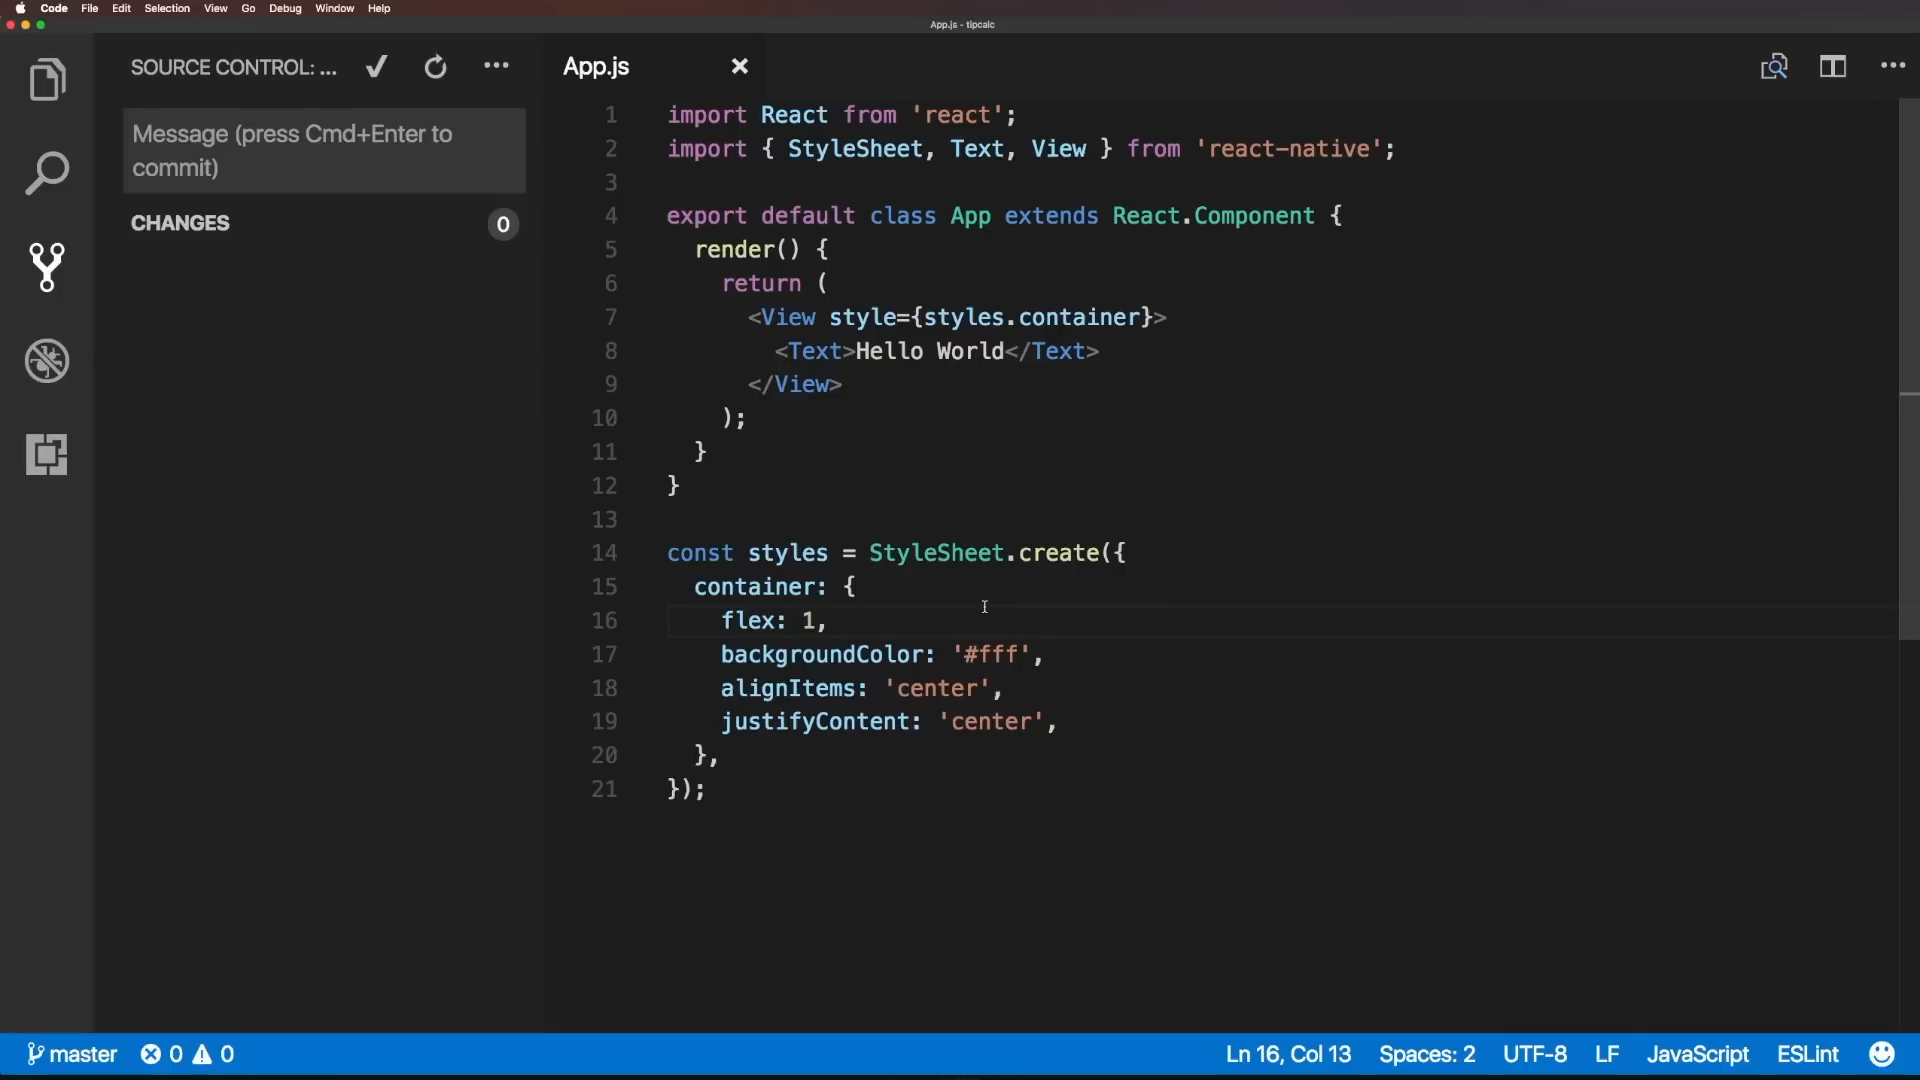 Code File Edit Selection View Go Debug Window Help
App.js - tipcalc
SOURCE CONTROL: ...
App.js
Message (press Cmd+Enter to
commit)
CHANGES 0
1 import React from 'react';
2 import { StyleSheet, Text, View } from 'react-native';
3
4 export default class App extends React.Component {
5 render() {
6 return (
7 <View style={styles.container}>
8 <Text>Hello World</Text>
9 </View>
10 );
11 }
12 }
13
14 const styles = StyleSheet.create({
15 container: {
16 flex: 1,
17 backgroundColor: '#fff',
18 alignItems: 'center',
19 justifyContent: 'center',
20 },
21 });
master 0 0 Ln 16, Col 13 Spaces: 2 UTF-8 LF JavaScript ESLint